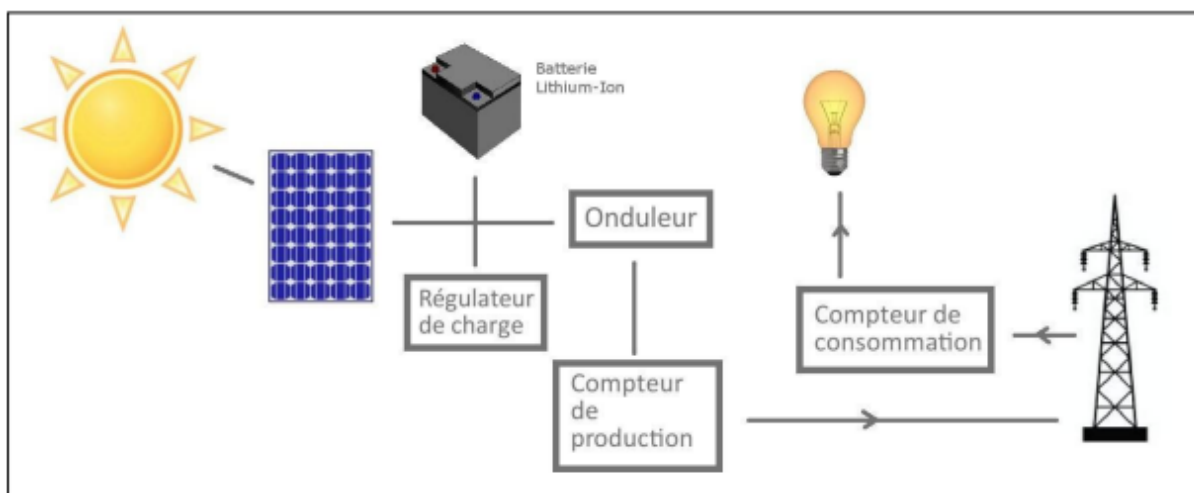 Batterie
Lithium-Ion
Onduleur
Régulateur
de charge
Compteur de
consommation
Compteur
de
production